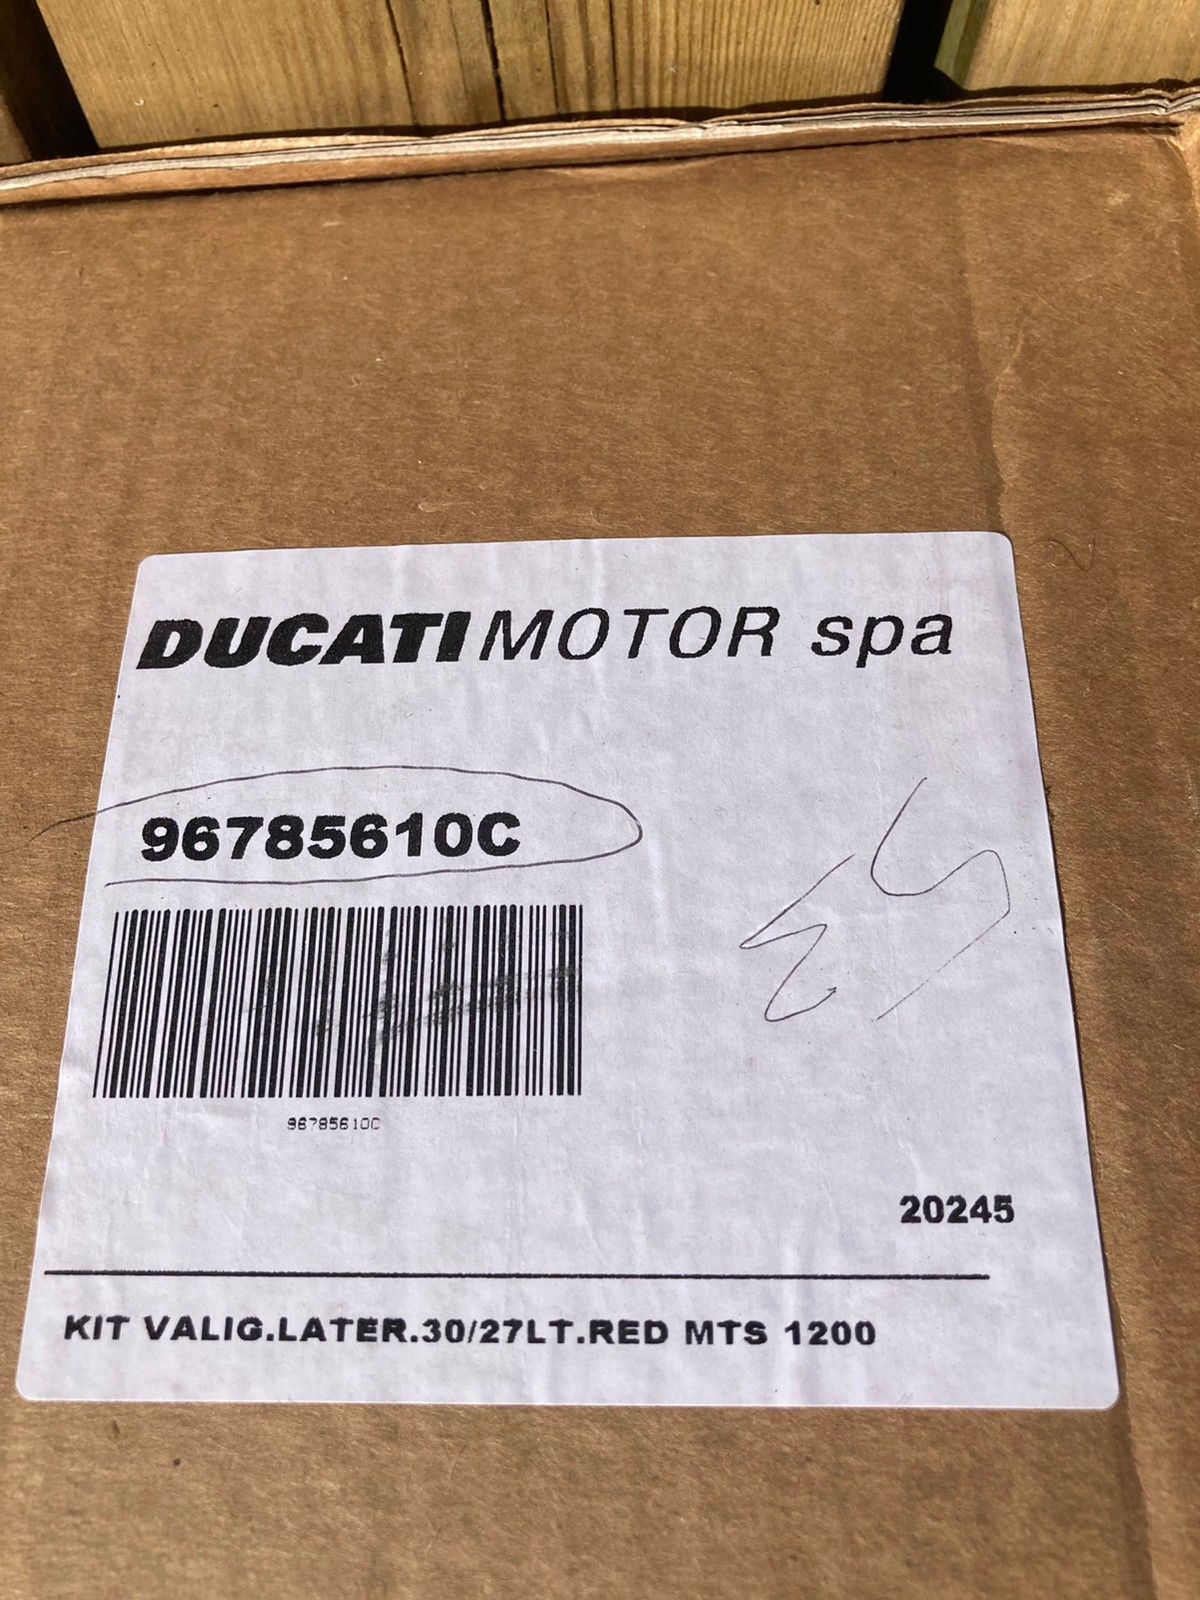 DUCATI MOTOR spa
96785610C
96785610C
20245
KIT VALIG.LATER.30/27LT.RED MTS 1200